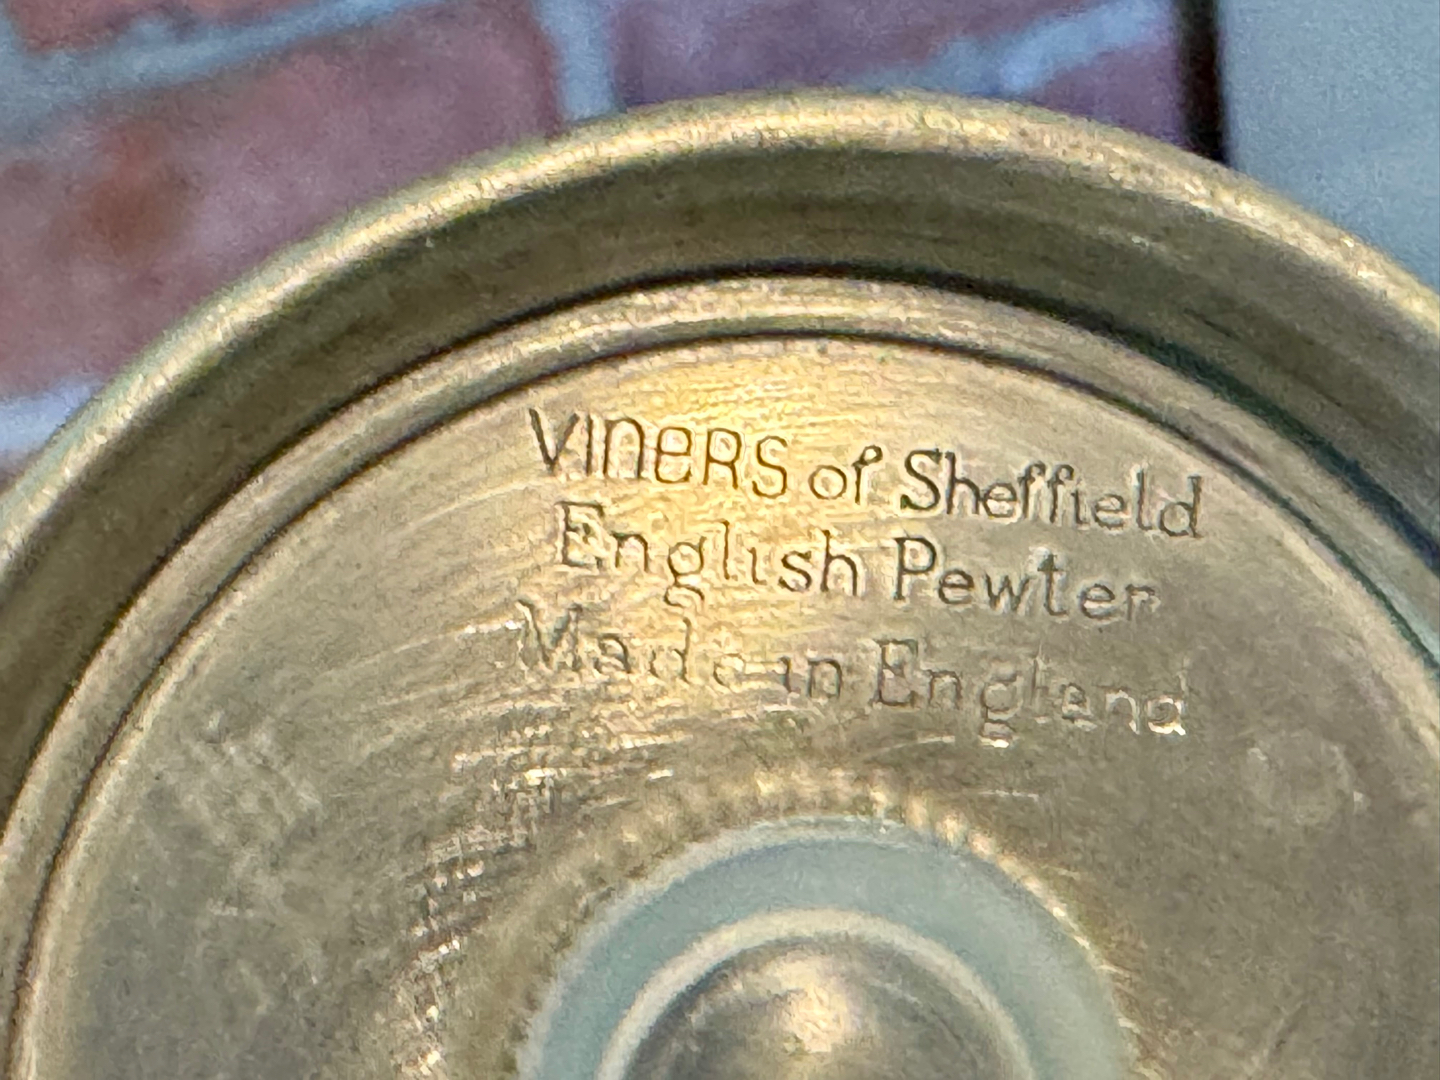 VINERS of Sheffield
English Pewter
Made in England